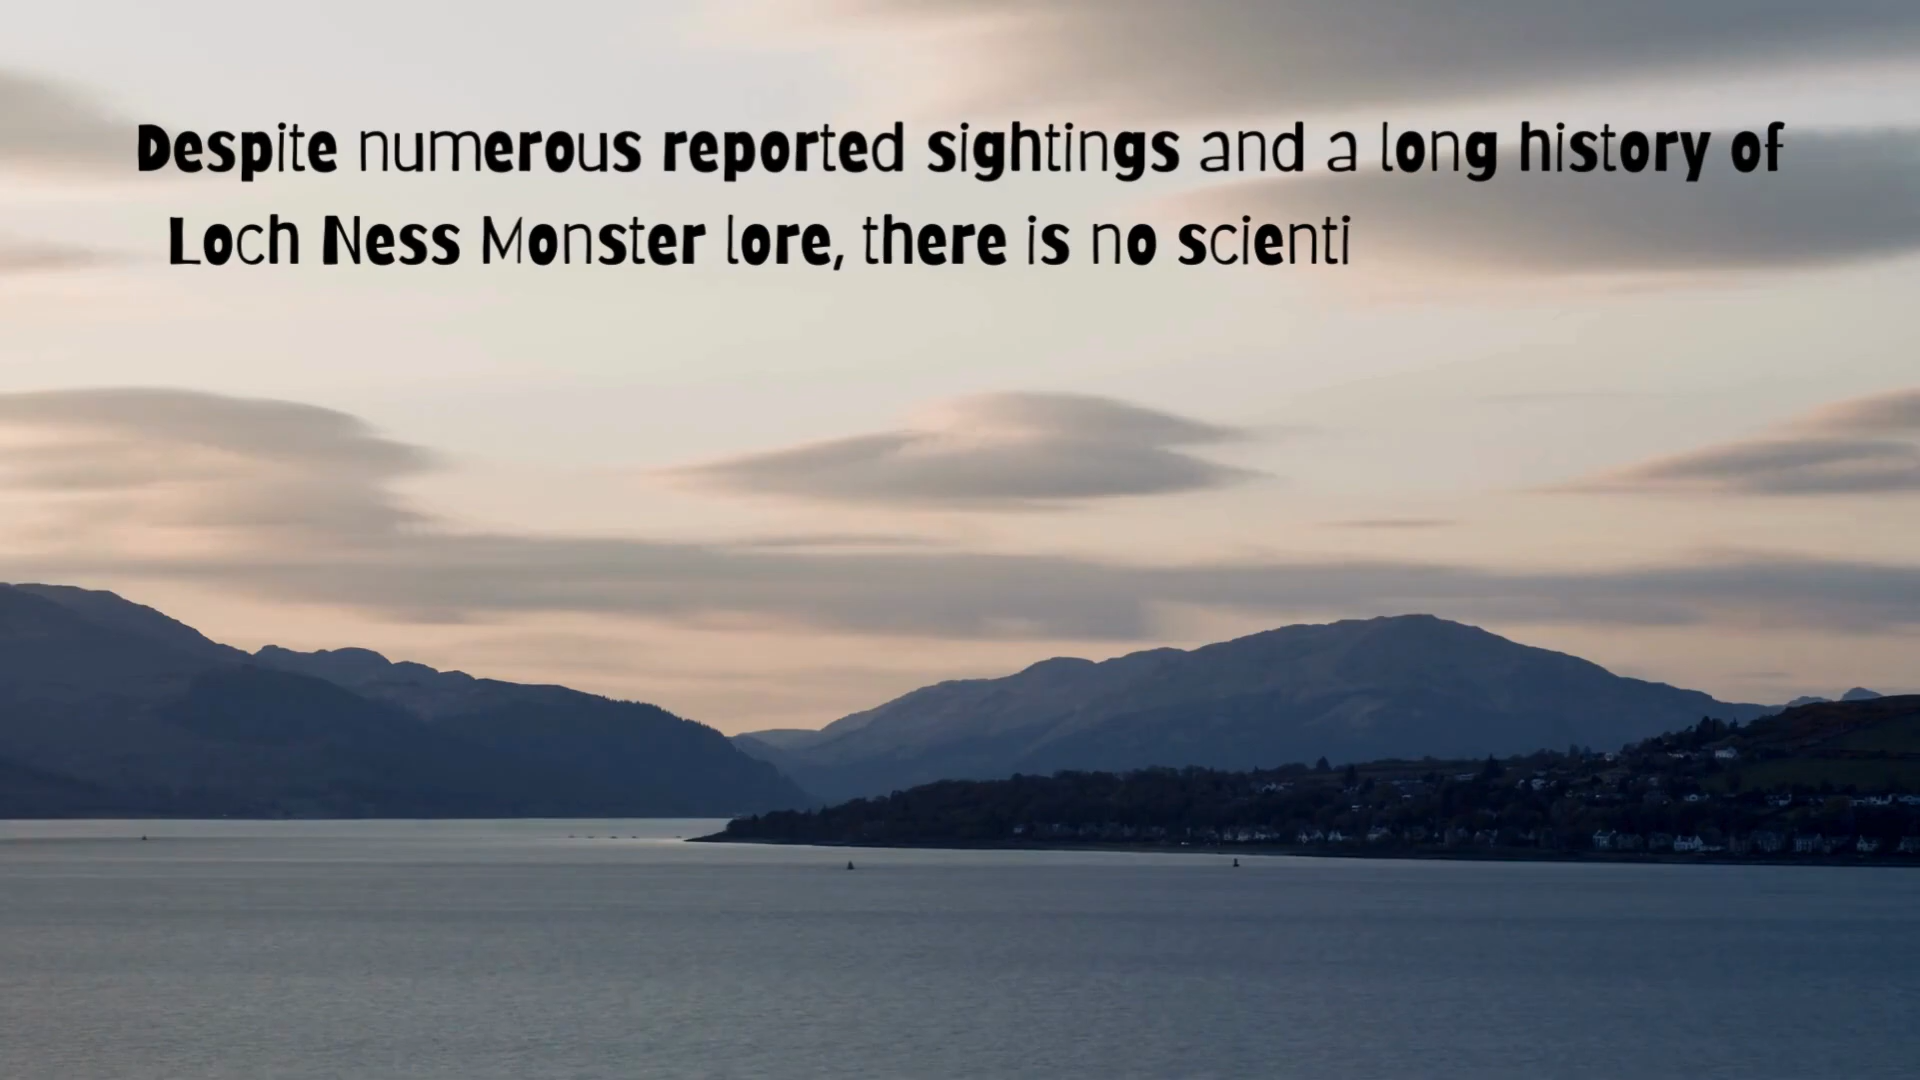 Despite numerous reported sightings and a long history of
Loch Ness Monster lore, there is no scienti